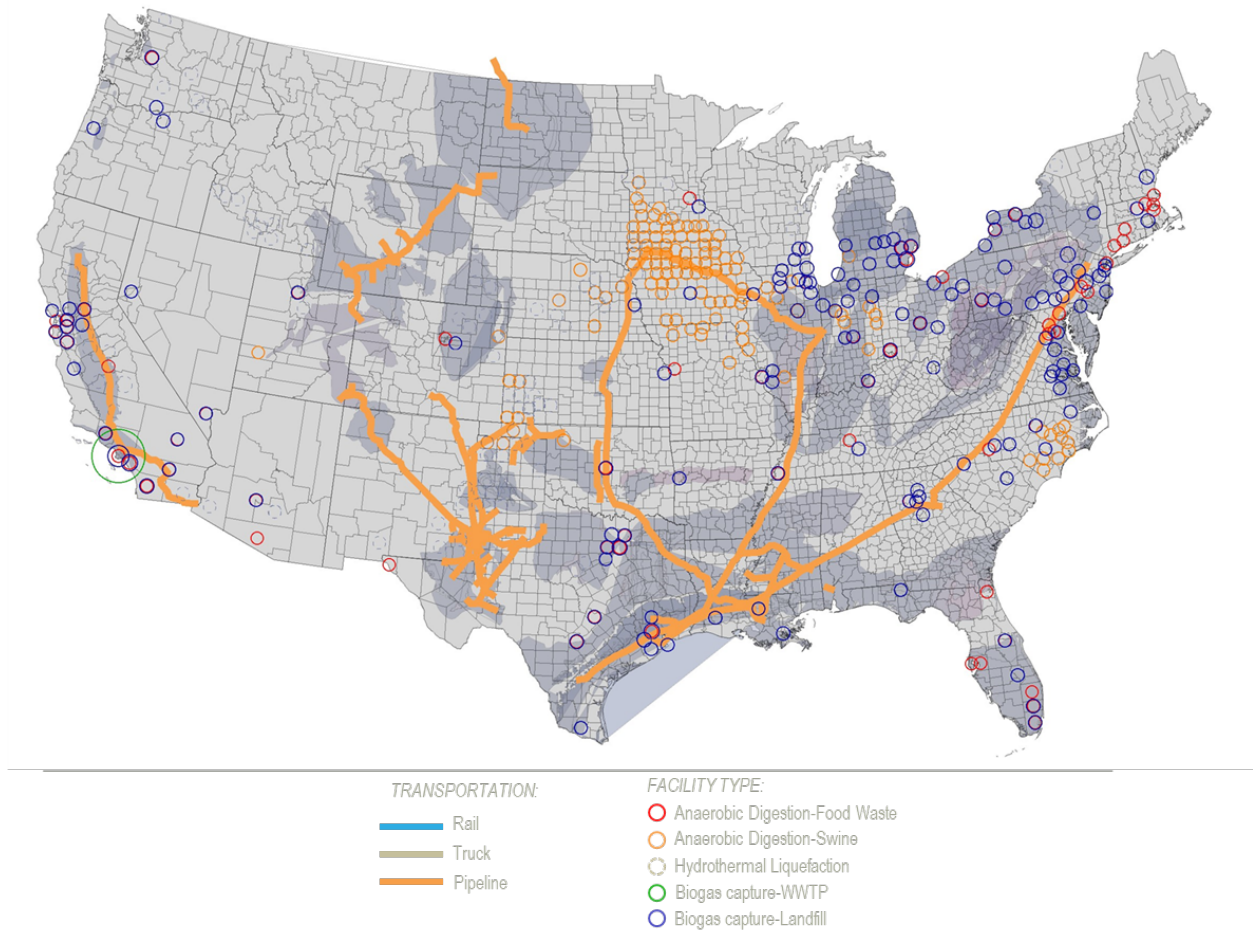 TRANSPORTATION:
Rail
Truck
Pipeline
FACILITY TYPE:
Anaerobic Digestion-Food Waste
Anaerobic Digestion-Swine
Hydrothermal Liquefaction
Biogas capture-WWTP
Biogas capture-Landfill